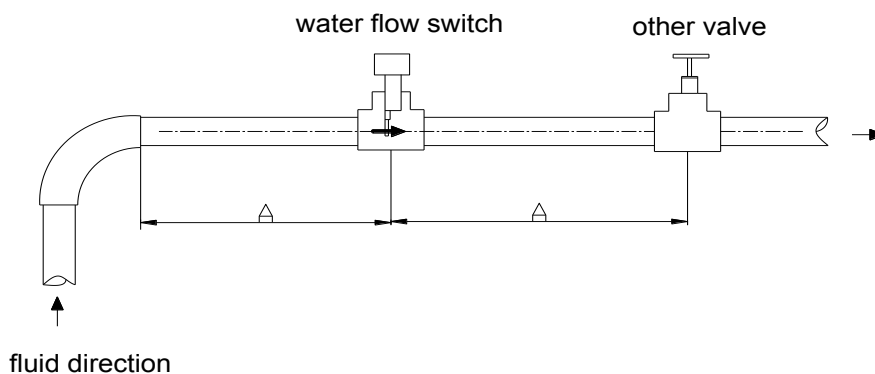 water flow switch
other valve
fluid direction